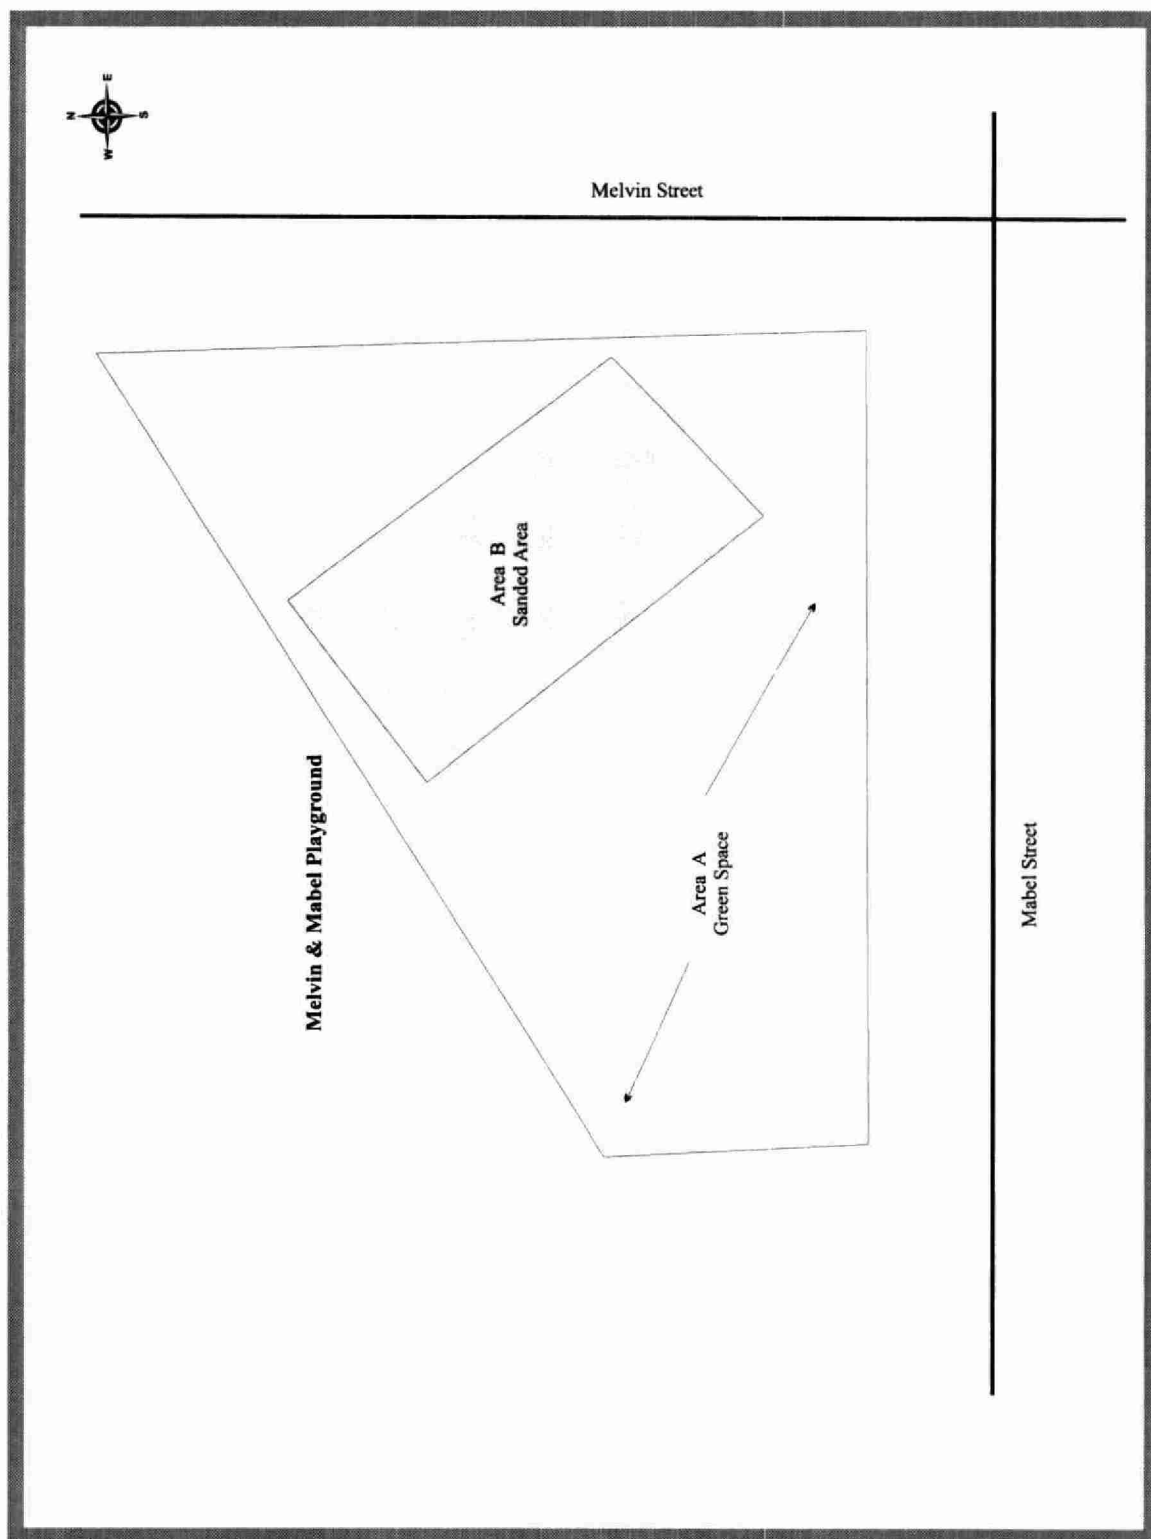 N
E
S
W
Melvin Street
Melvin & Mabel Playground
Area B
Sanded Area
Area A
Green Space
Mabel Street